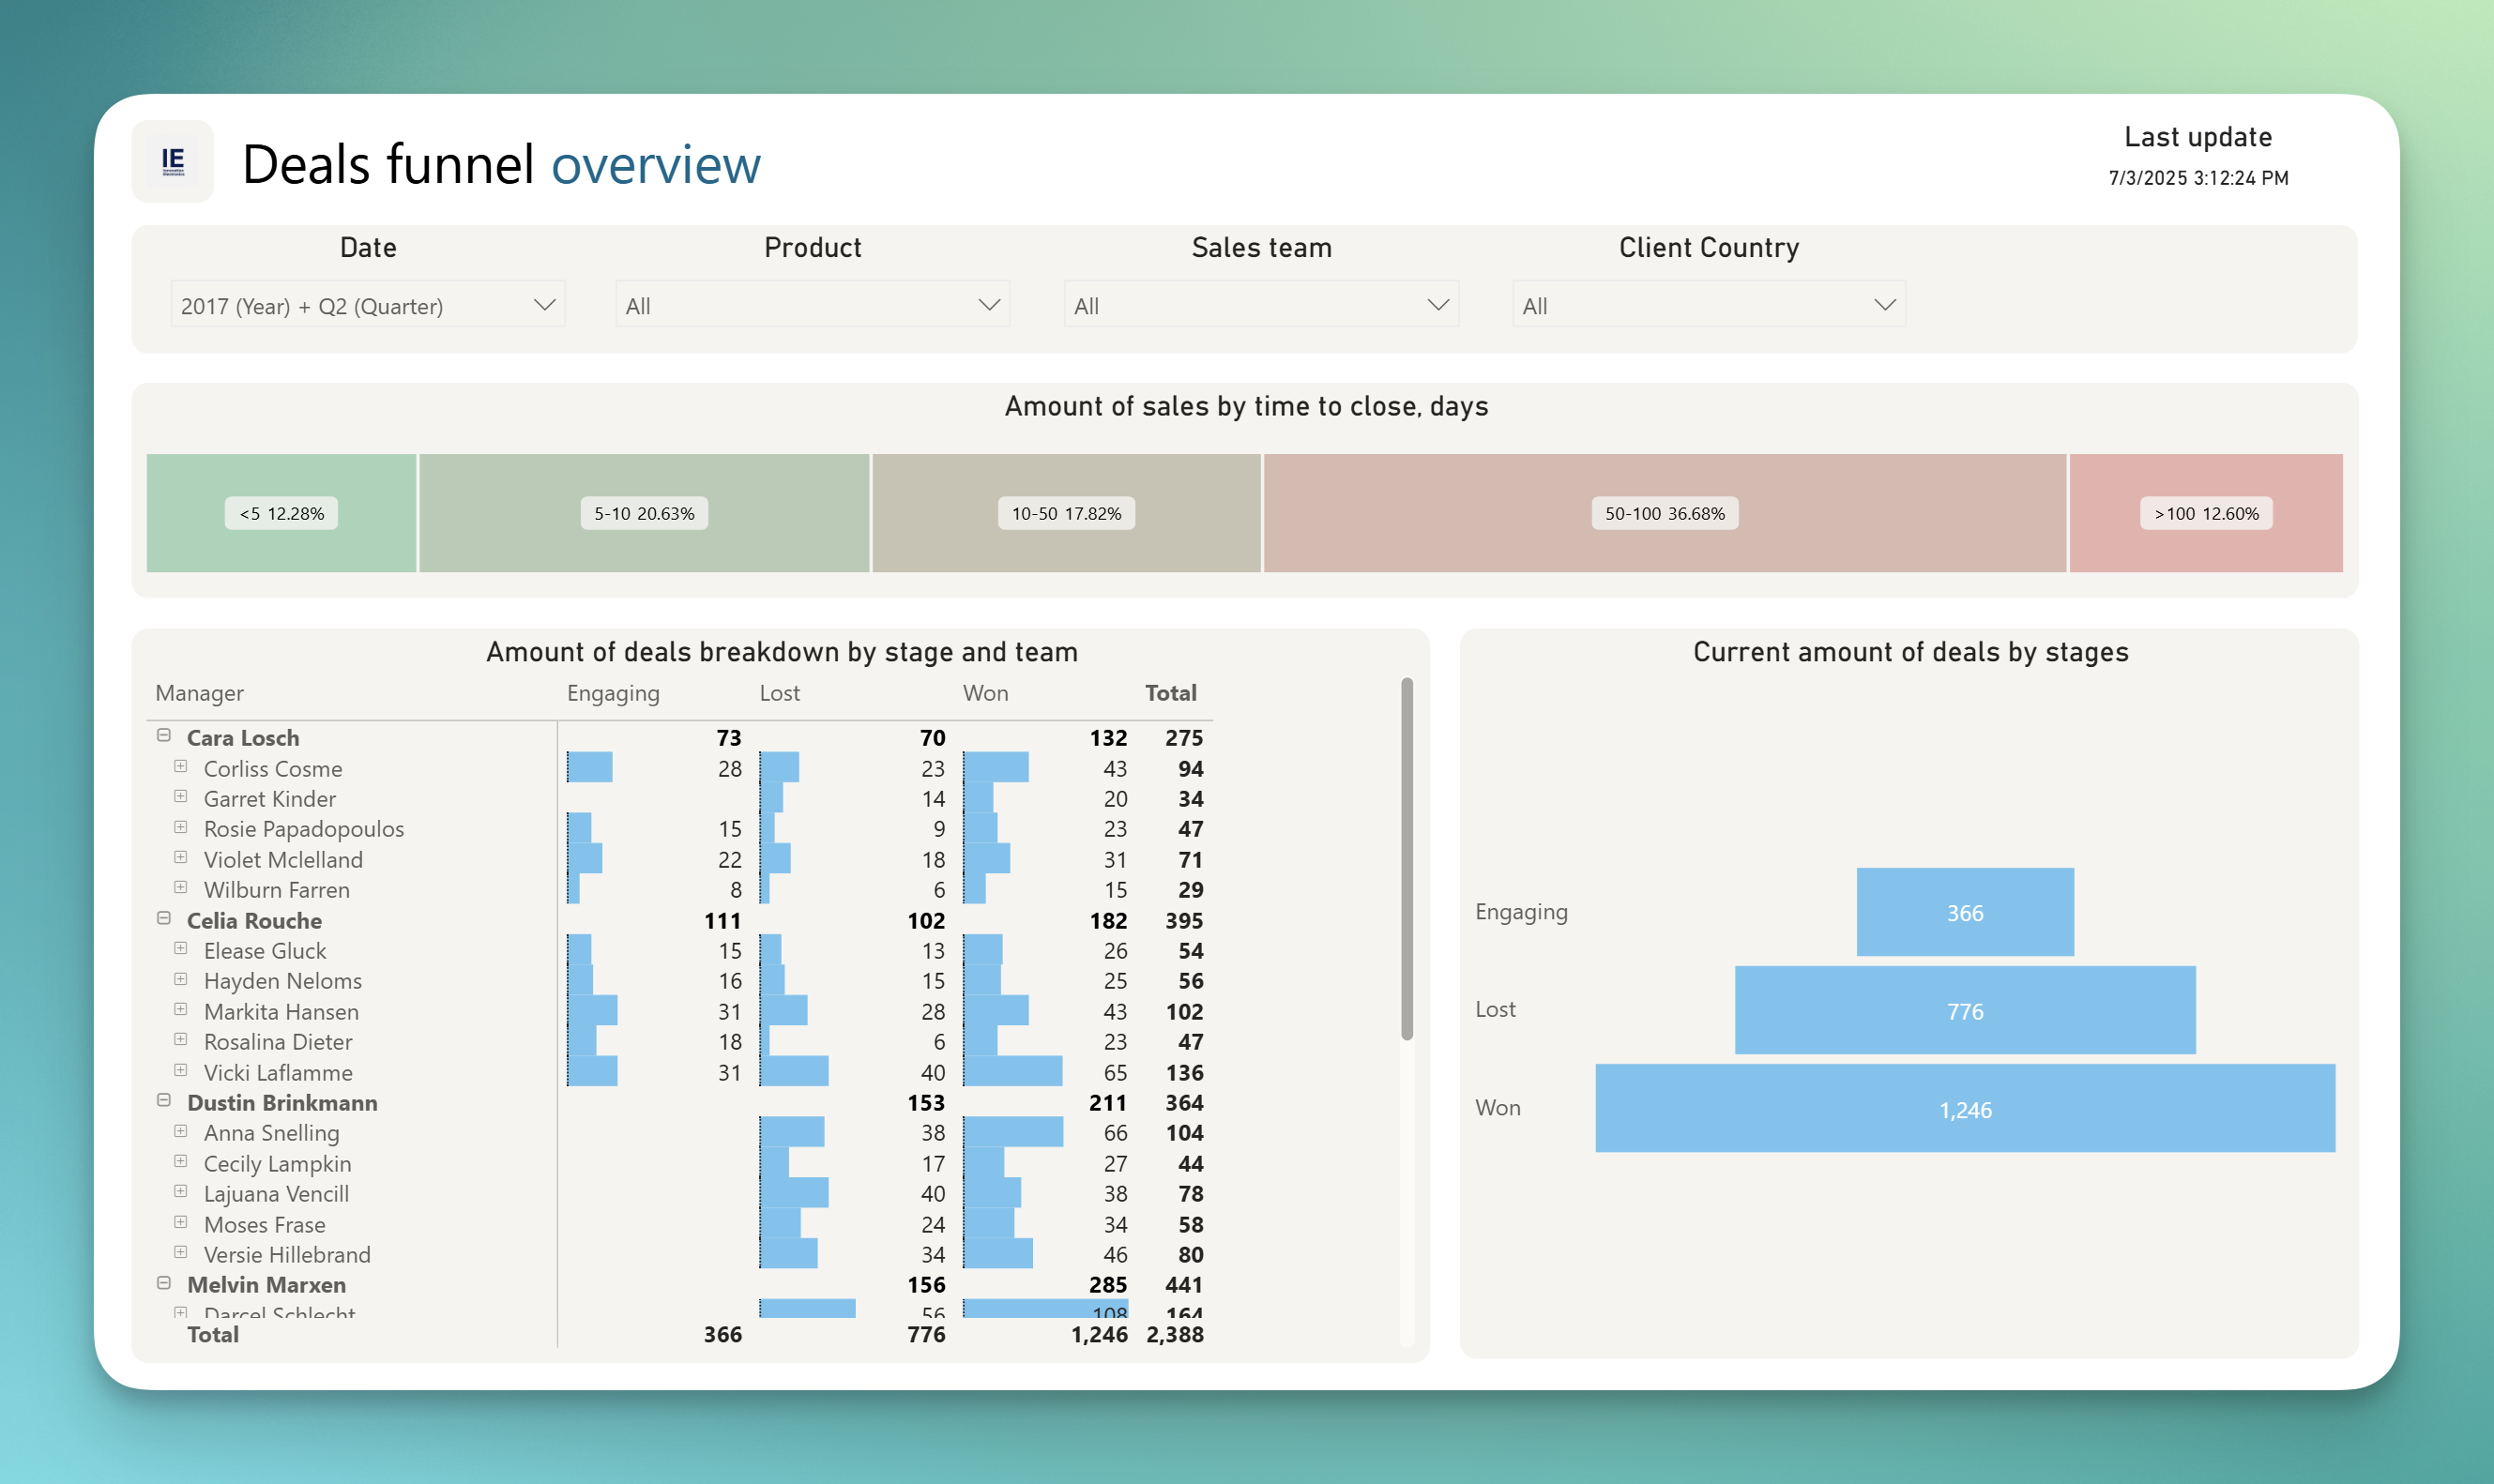 IE
Innovation
Electronics
Deals funnel overview
Last update
7/3/2025 3:12:24 PM
Date Product Sales team Client Country
2017 (Year) + Q2 (Quarter) All All All
Amount of sales by time to close, days
<5 12.28% 5-10 20.63% 10-50 17.82% 50-100 36.68% >100 12.60%
Amount of deals breakdown by stage and team
Manager Engaging Lost Won Total
Cara Losch 73 70 132 275
Corliss Cosme 28 23 43 94
Garret Kinder 14 20 34
Rosie Papadopoulos 15 9 23 47
Violet Mclelland 22 18 31 71
Wilburn Farren 8 6 15 29
Celia Rouche 111 102 182 395
Elease Gluck 15 13 26 54
Hayden Neloms 16 15 25 56
Markita Hansen 31 28 43 102
Rosalina Dieter 18 6 23 47
Vicki Laflamme 31 40 65 136
Dustin Brinkmann 153 211 364
Anna Snelling 38 66 104
Cecily Lampkin 17 27 44
Lajuana Vencill 40 38 78
Moses Frase 24 34 58
Versie Hillebrand 34 46 80
Melvin Marxen 156 285 441
Darcel Schlecht 56 108 164
Total 366 776 1,246 2,388
Current amount of deals by stages
Engaging 366
Lost 776
Won 1,246